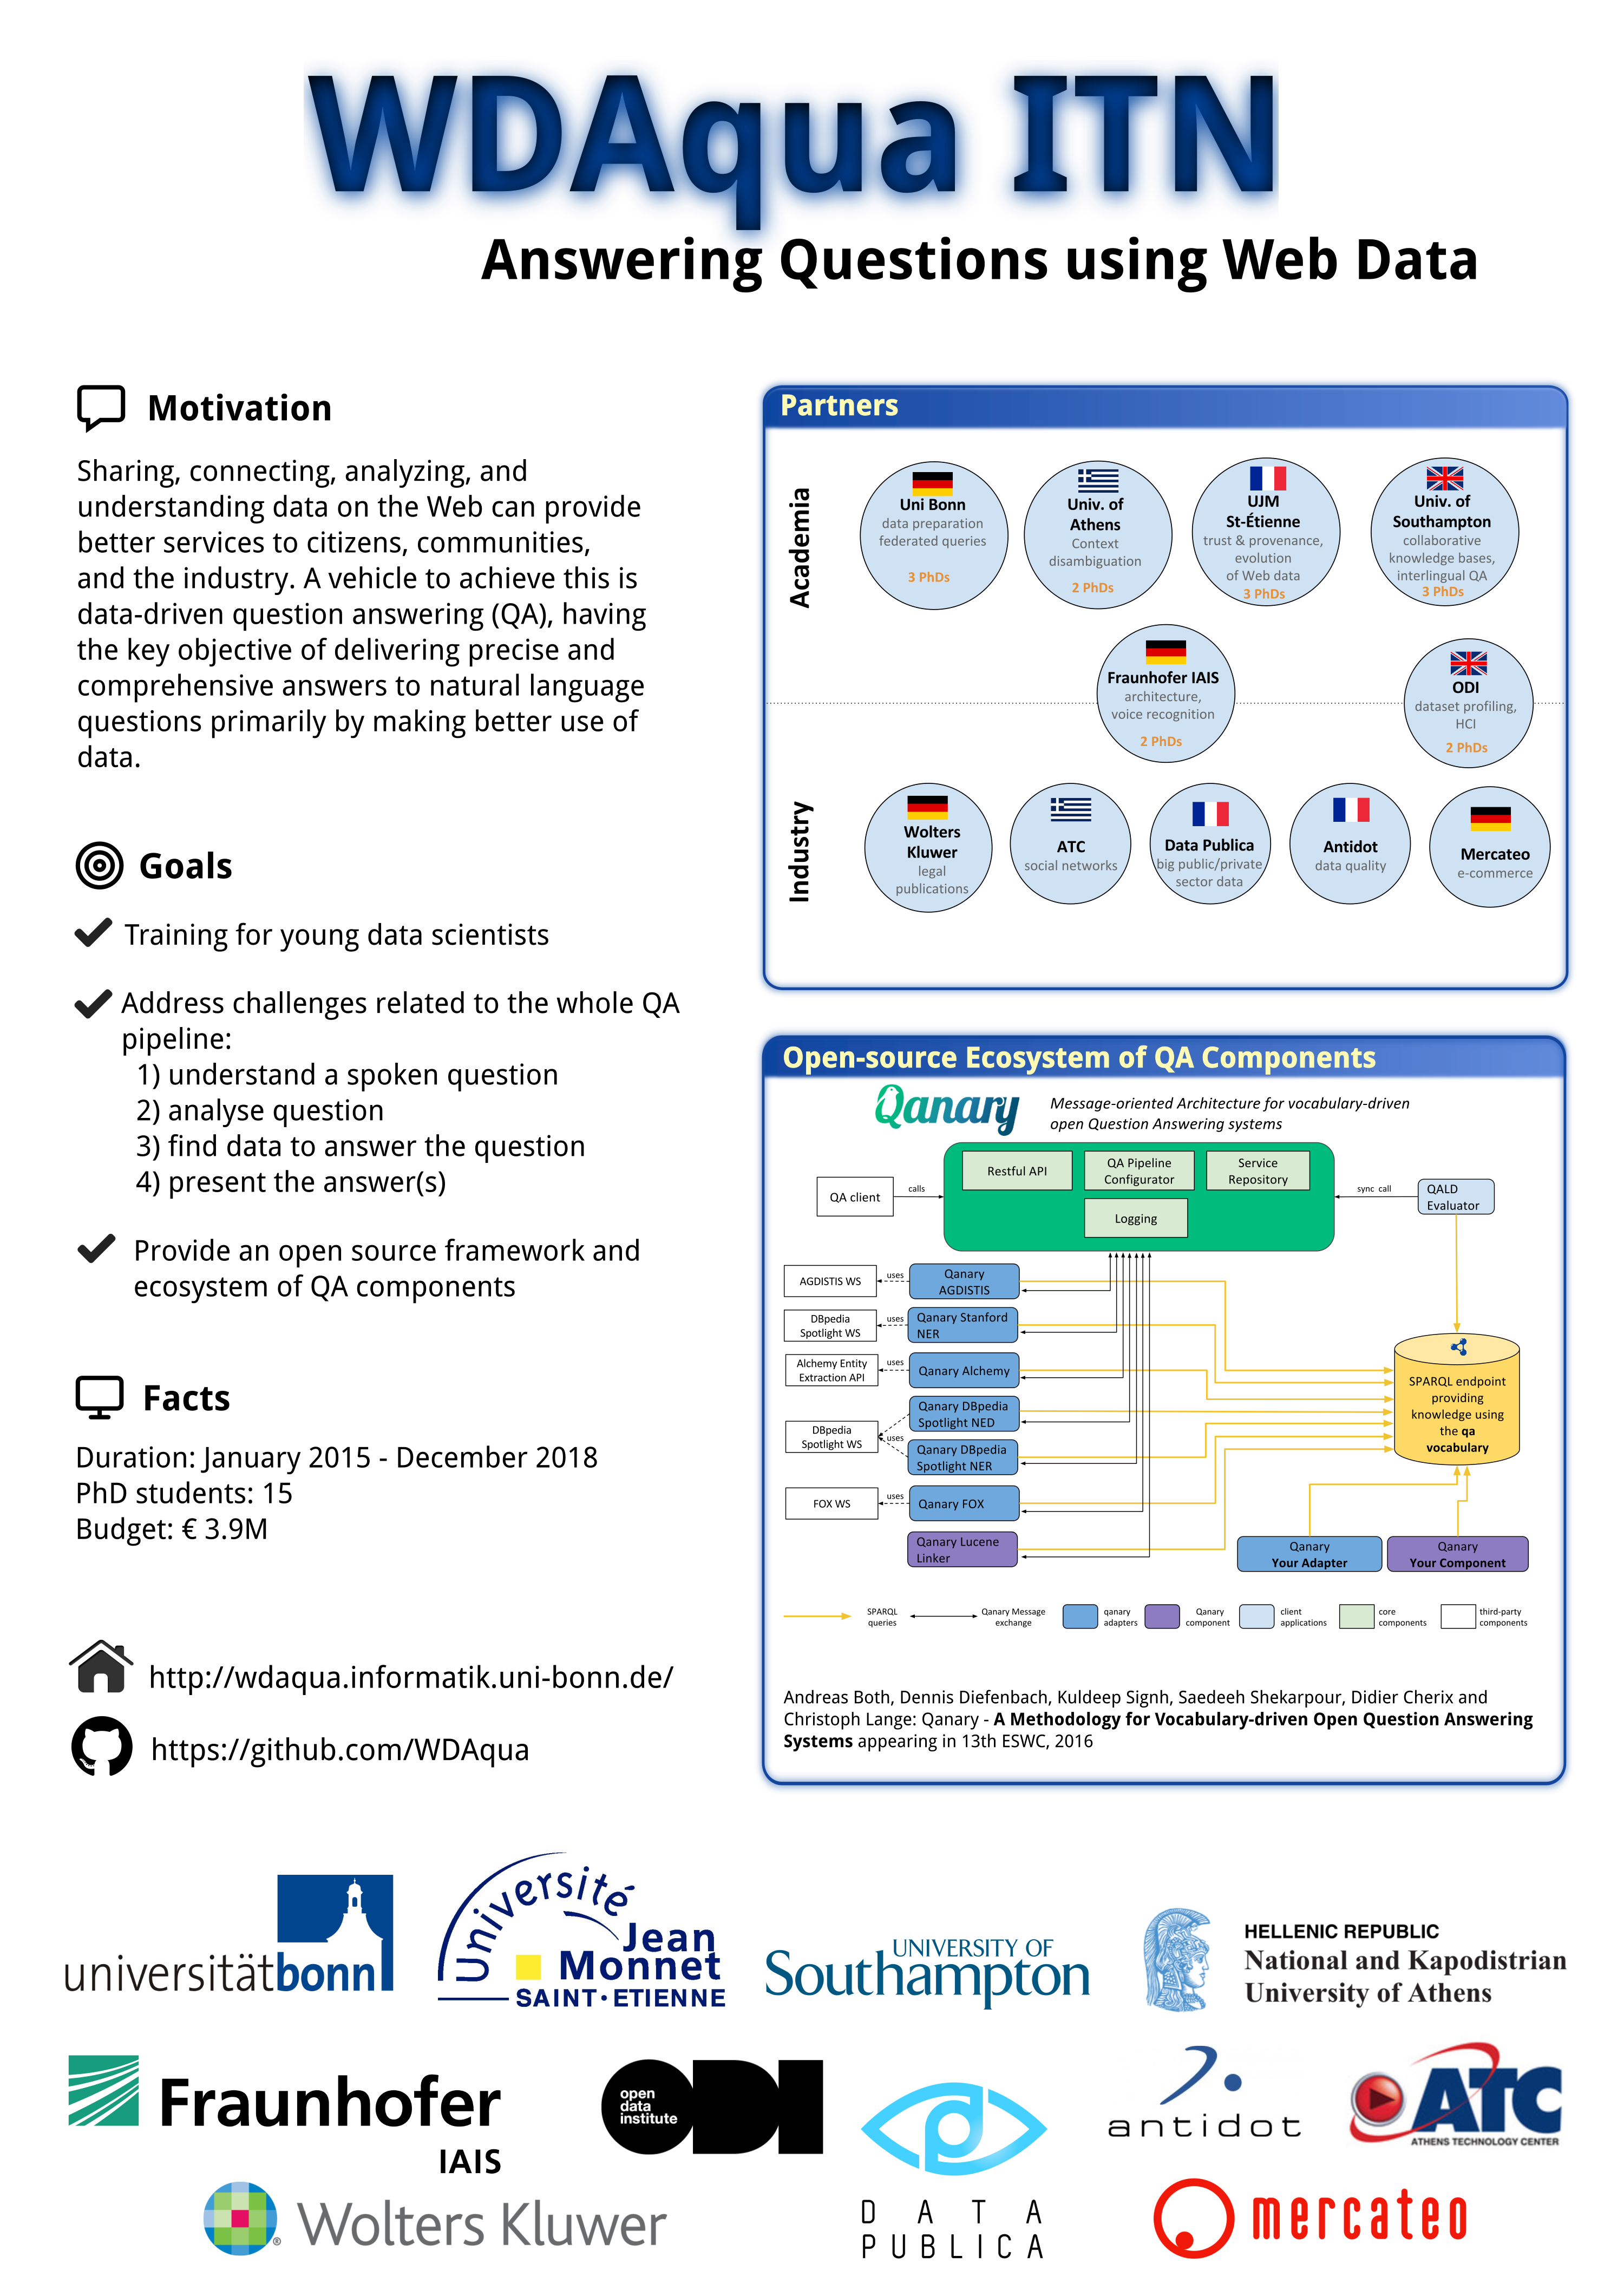 WDAqua ITN
Answering Questions using Web Data
Motivation
Sharing, connecting, analyzing, and
understanding data on the Web can provide
better services to citizens, communities,
and the industry. A vehicle to achieve this is
data-driven question answering (QA), having
the key objective of delivering precise and
comprehensive answers to natural language
questions primarily by making better use of
data.
Goals
Training for young data scientists
Address challenges related to the whole QA
pipeline:
1) understand a spoken question
2) analyse question
3) find data to answer the question
4) present the answer(s)
Provide an open source framework and
ecosystem of QA components
Facts
Duration: January 2015 - December 2018
PhD students: 15
Budget: € 3.9M
http://wdaqua.informatik.uni-bonn.de/
https://github.com/WDAqua
Partners
Academia
Uni Bonn
data preparation
federated queries
3 PhDs
Univ. of
Athens
Context
disambiguation
2 PhDs
UJM
St-Étienne
trust & provenance,
evolution
of Web data
3 PhDs
Univ. of
Southampton
collaborative
knowledge bases,
interlingual QA
3 PhDs
Fraunhofer IAIS
architecture,
voice recognition
2 PhDs
ODI
dataset profiling,
HCI
2 PhDs
Industry
Wolters
Kluwer
legal
publications
ATC
social networks
Data Publica
big public/private
sector data
Antidot
data quality
Mercateo
e-commerce
Open-source Ecosystem of QA Components
Qanary
Message-oriented Architecture for vocabulary-driven
open Question Answering systems
Restful API
QA Pipeline
Configurator
Service
Repository
Logging
QA client
calls
sync call
QALD
Evaluator
AGDISTIS WS
uses
Qanary
AGDISTIS
DBpedia
Spotlight WS
uses
Qanary Stanford
NER
Alchemy Entity
Extraction API
uses
Qanary Alchemy
DBpedia
Spotlight WS
uses
Qanary DBpedia
Spotlight NED
Qanary DBpedia
Spotlight NER
FOX WS
uses
Qanary FOX
Qanary Lucene
Linker
SPARQL endpoint
providing
knowledge using
the qa
vocabulary
Qanary
Your Adapter
Qanary
Your Component
SPARQL
queries
Qanary Message
exchange
qanary
adapters
Qanary
component
client
applications
core
components
third-party
components
Andreas Both, Dennis Diefenbach, Kuldeep Signh, Saedeeh Shekarpour, Didier Cherix and
Christoph Lange: Qanary - A Methodology for Vocabulary-driven Open Question Answering
Systems appearing in 13th ESWC, 2016
universitätbonn
Université
Jean
Monnet
SAINT·ETIENNE
UNIVERSITY OF
Southampton
HELLENIC REPUBLIC
National and Kapodistrian
University of Athens
Fraunhofer
IAIS
open
data
institute
ODI
DATA
PUBLICA
antidot
ATC
ATHENS TECHNOLOGY CENTER
Wolters Kluwer
mercateo